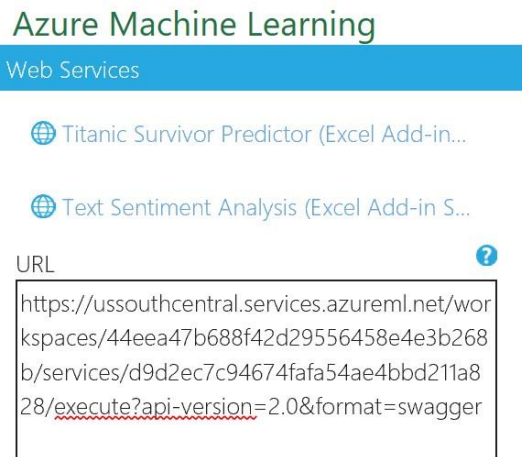 Azure Machine Learning
Web Services
Titanic Survivor Predictor (Excel Add-in...
Text Sentiment Analysis (Excel Add-in S...
?
URL
https://ussouthcentral.services.azureml.net/wor
kspaces/44eea47b688f42d29556458e4e3b268
b/services/d9d2ec7c94674fafa54ae4bbd211a8
28/execute?api-version=2.0&format=swagger